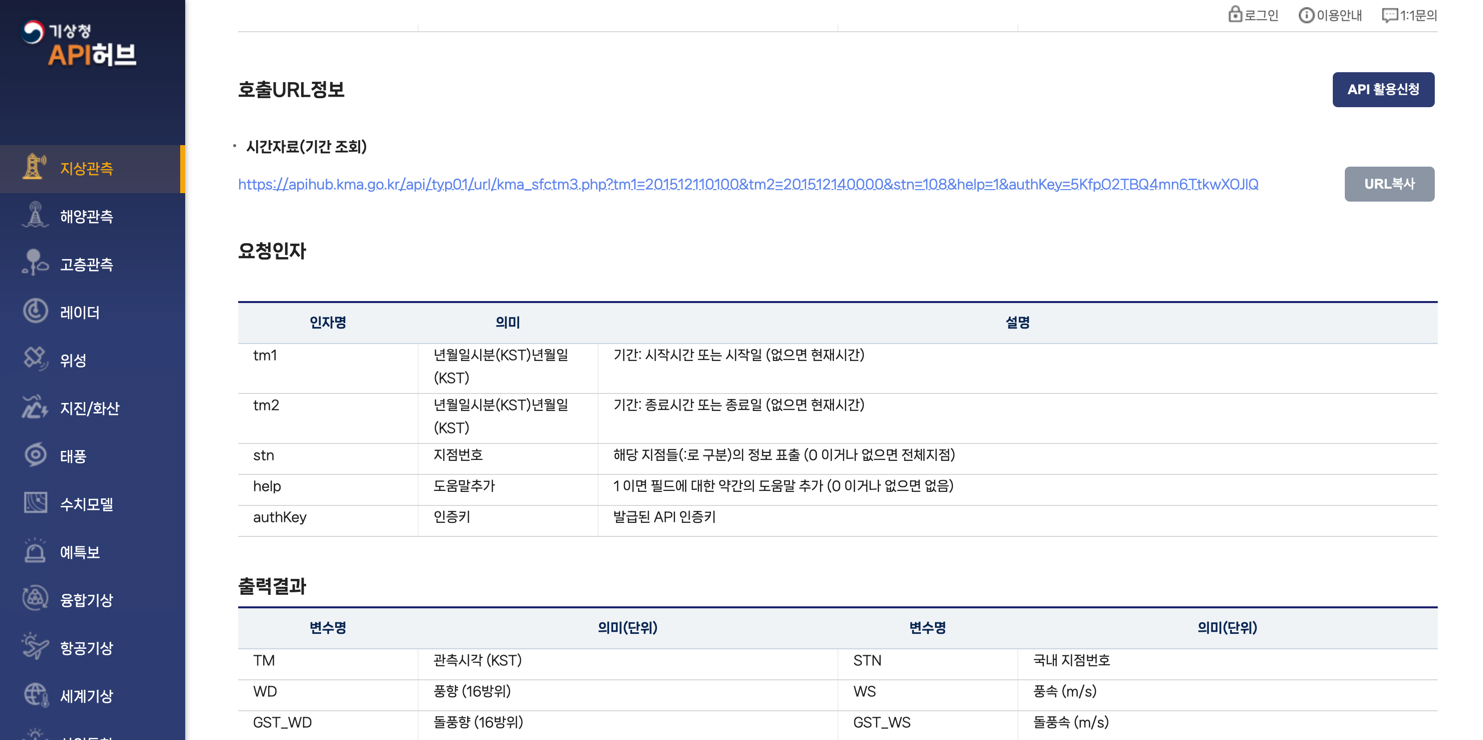 기상청
API허브
로그인
이용안내
1:1문의
지상관측
해양관측
고층관측
레이더
위성
지진/화산
태풍
수치모델
예특보
융합기상
항공기상
세계기상
호출URL정보
API 활용신청
· 시간자료(기간 조회)
https://apihub.kma.go.kr/api/typ01/url/kma_sfctm3.php?tm1=201512110100&tm2=201512140000&stn=108&help=1&authKey=5KfpO2TBQ4mn6TtkwXOJlQ
URL복사
요청인자
인자명 의미 설명
tm1 년월일시분(KST)년월일 기간: 시작시간 또는 시작일 (없으면 현재시간)
(KST)
tm2 년월일시분(KST)년월일 기간: 종료시간 또는 종료일 (없으면 현재시간)
(KST)
stn 지점번호 해당 지점들(:로 구분)의 정보 표출 (0 이거나 없으면 전체지점)
help 도움말추가 1 이면 필드에 대한 약간의 도움말 추가 (0 이거나 없으면 없음)
authKey 인증키 발급된 API 인증키
출력결과
변수명 의미(단위) 변수명 의미(단위)
TM 관측시각 (KST) STN 국내 지점번호
WD 풍향 (16방위) WS 풍속 (m/s)
GST_WD 돌풍향 (16방위) GST_WS 돌풍속 (m/s)